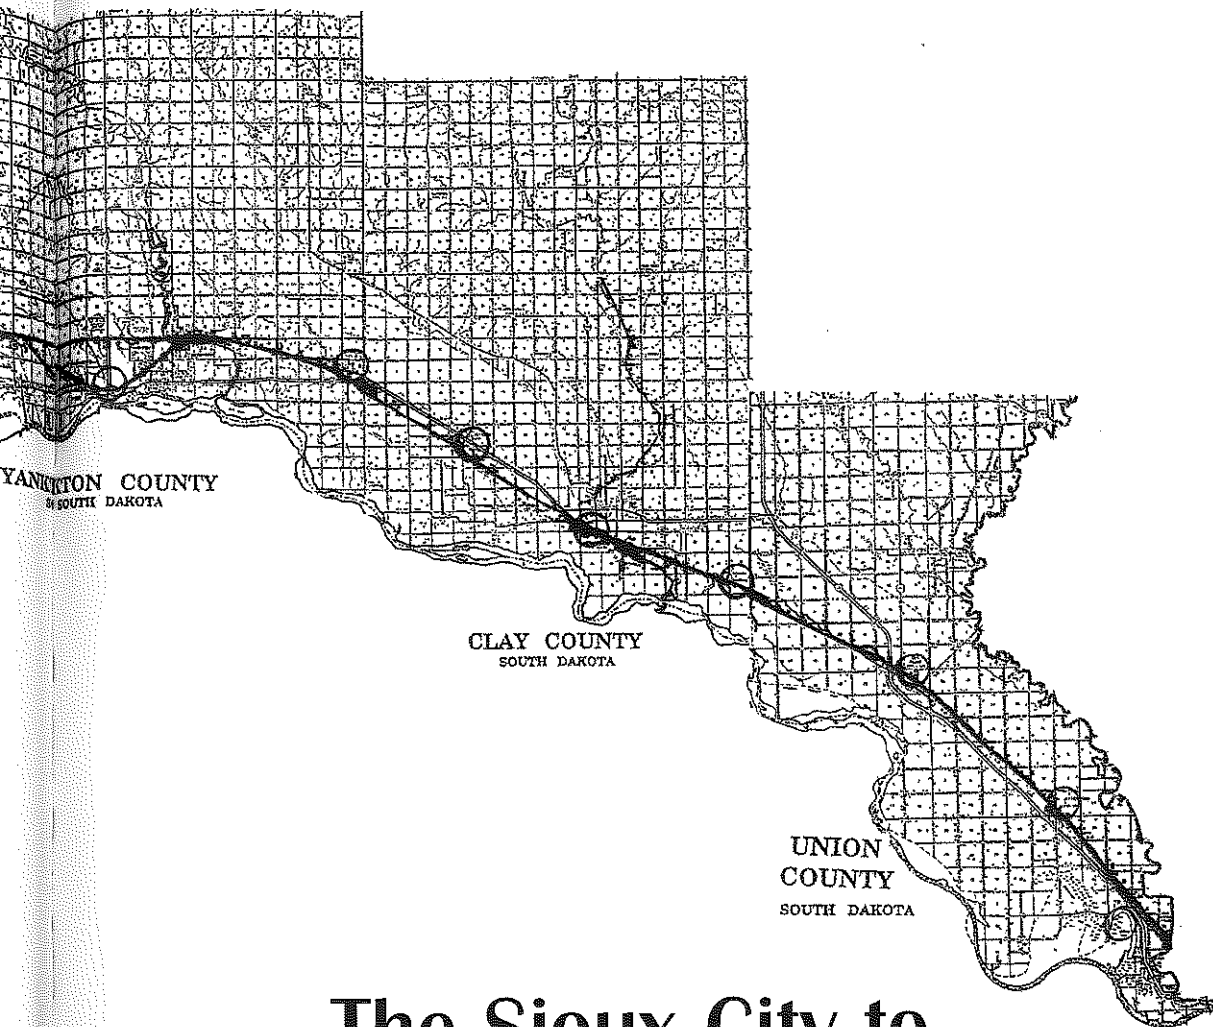 YANKTON COUNTY
SOUTH DAKOTA
CLAY COUNTY
SOUTH DAKOTA
UNION
COUNTY
SOUTH DAKOTA
The Sioux City to